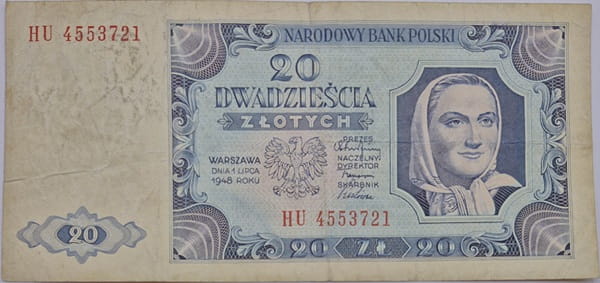 HU 4553721
NARODOWY BANK POLSKI
20
DWADZIEŚCIA
ZŁOTYCH
WARSZAWA
DNIA 1 LIPCA
1948 ROKU
PREZES
NACZELNY
DYREKTOR
SKARBNIK
HU 4553721
20
20 ZŁ 20